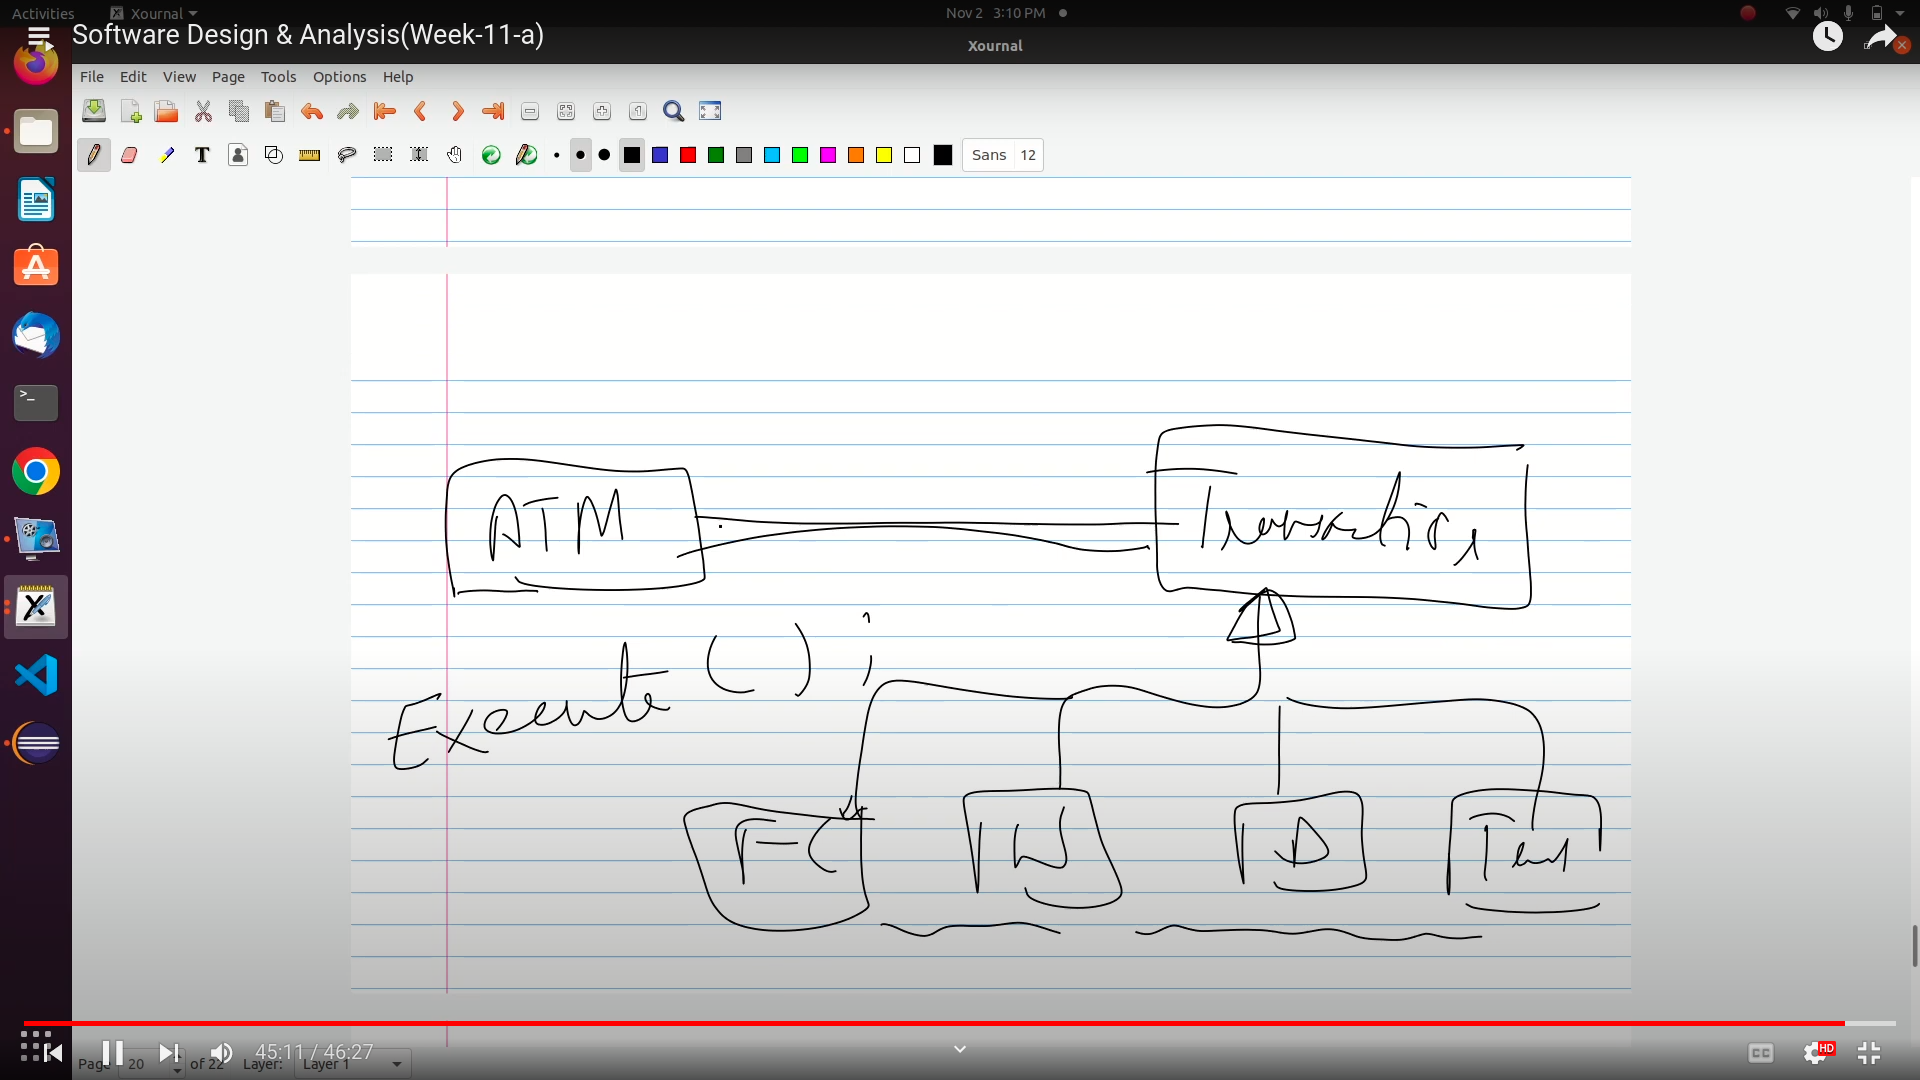 Activities Xournal Nov 2 3:10 PM
Software Design & Analysis(Week-11-a)
Xournal
File Edit View Page Tools Options Help
Sans 12
ATM
Transaction
Execute ( ) ;
FC W D
45:11 / 46:27
CC HD
Page 20 of 22 Layer: Layer 1